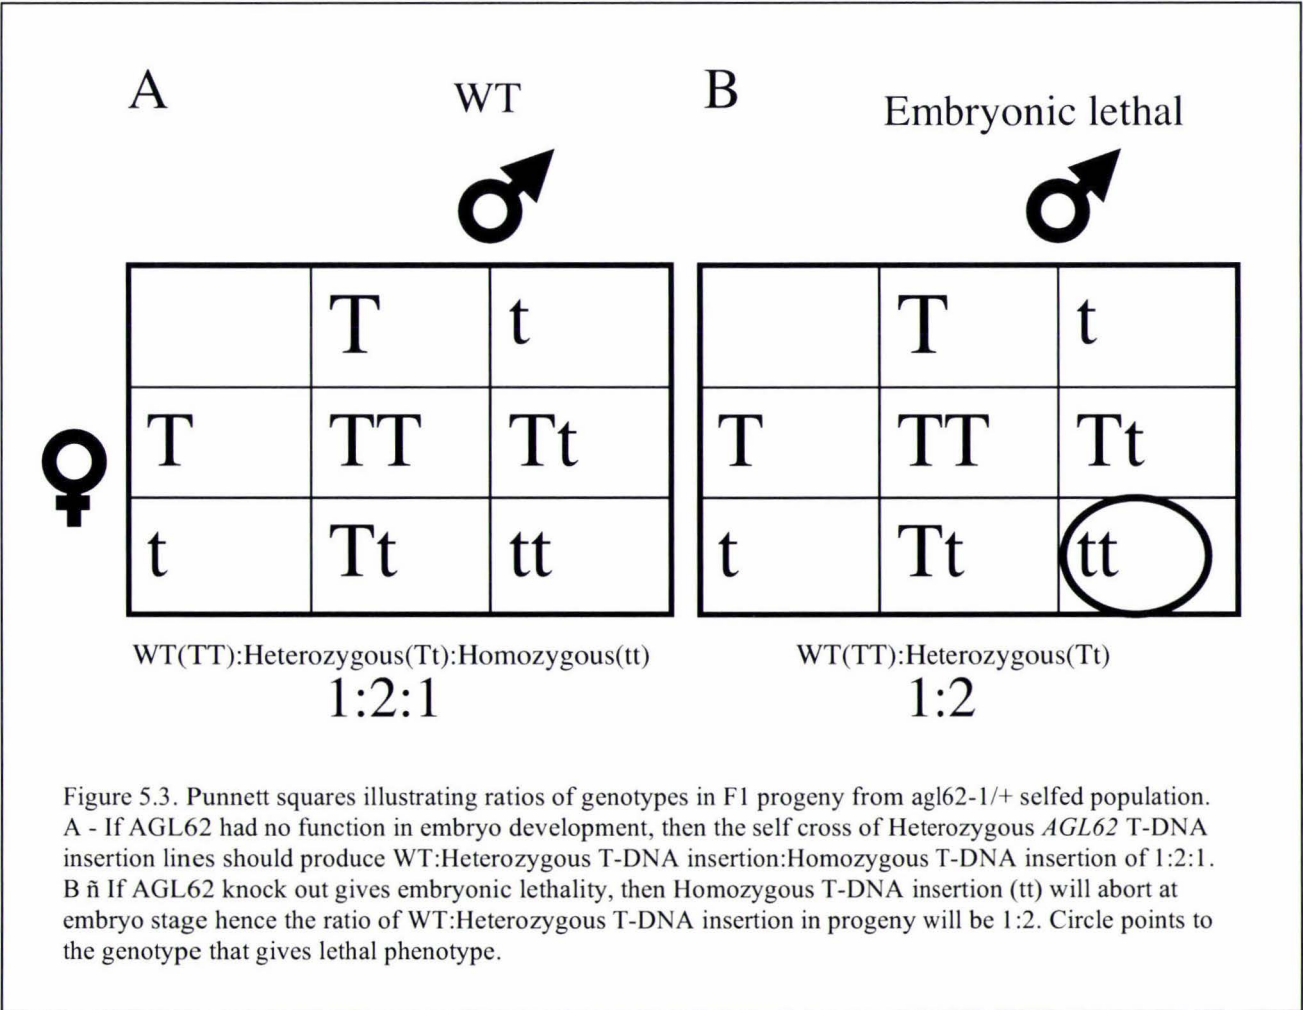 A
WT
B
Embryonic lethal
T t
T TT Tt
t Tt tt
T t
T TT Tt
t Tt tt
WT(TT):Heterozygous(Tt):Homozygous(tt)
1:2:1
WT(TT):Heterozygous(Tt)
1:2
Figure 5.3. Punnett squares illustrating ratios of genotypes in F1 progeny from agl62-1/+ selfed population.
A - If AGL62 had no function in embryo development, then the self cross of Heterozygous AGL62 T-DNA
insertion lines should produce WT:Heterozygous T-DNA insertion:Homozygous T-DNA insertion of 1:2:1.
B ñ If AGL62 knock out gives embryonic lethality, then Homozygous T-DNA insertion (tt) will abort at
embryo stage hence the ratio of WT:Heterozygous T-DNA insertion in progeny will be 1:2. Circle points to
the genotype that gives lethal phenotype.